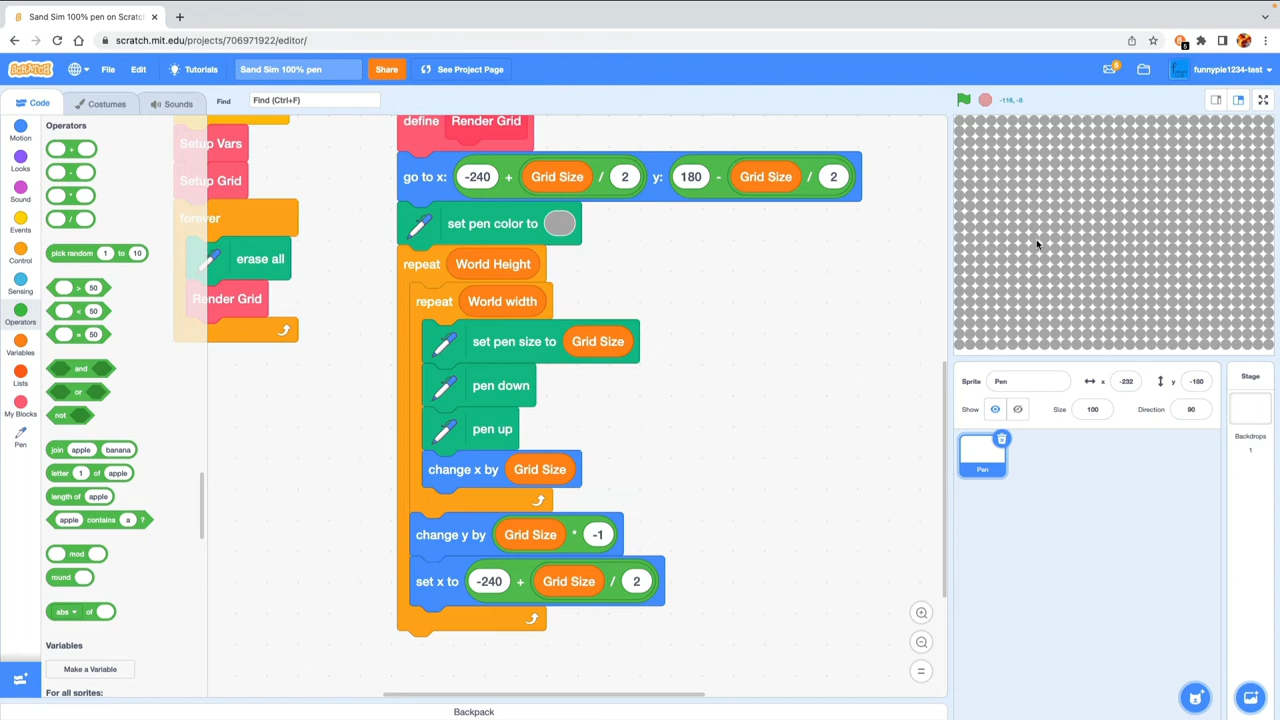 Sand Sim 100% pen on Scratch
scratch.mit.edu/projects/706971922/editor/
5
SCRATCH
File
Edit
Tutorials
Sand Sim 100% pen
Share
See Project Page
funnypie1234-test
Code
Costumes
Sounds
Find
Find (Ctrl+F)
-116, -8
Motion
Looks
Sound
Events
Control
Sensing
Operators
Variables
Lists
My Blocks
Pen
Operators
+
-
*
/
pick random 1 to 10
> 50
< 50
= 50
and
or
not
join apple banana
letter 1 of apple
length of apple
apple contains a ?
mod
round
abs of
Variables
Make a Variable
For all sprites:
Setup Vars
Setup Grid
forever
erase all
Render Grid
define Render Grid
go to x: -240 + Grid Size / 2 y: 180 - Grid Size / 2
set pen color to
repeat World Height
repeat World width
set pen size to Grid Size
pen down
pen up
change x by Grid Size
change y by Grid Size * -1
set x to -240 + Grid Size / 2
=
Backpack
Sprite
Pen
x
-232
y
-180
Show
Size
100
Direction
90
Pen
Stage
Backdrops
1